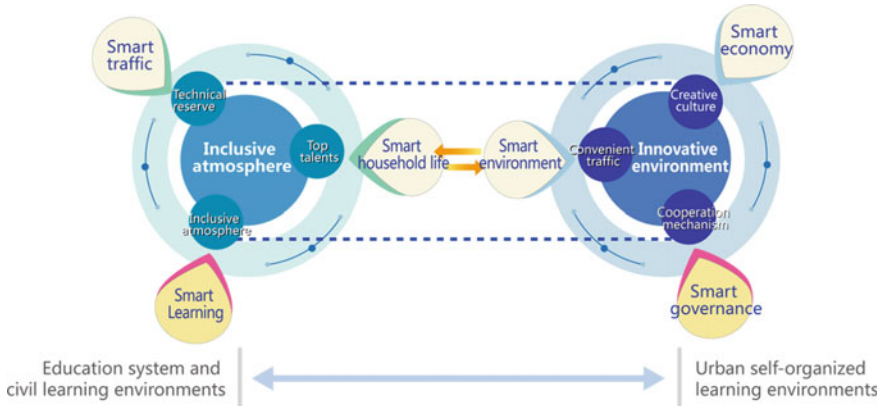 Smart
traffic
Technical
reserve
Inclusive
atmosphere
Top
talents
Inclusive
atmosphere
Smart
Learning
Smart
household life
Smart
environment
Smart
economy
Creative
culture
Convenient
traffic
Innovative
environment
Cooperation
mechanism
Smart
governance
Education system and
civil learning environments
Urban self-organized
learning environments